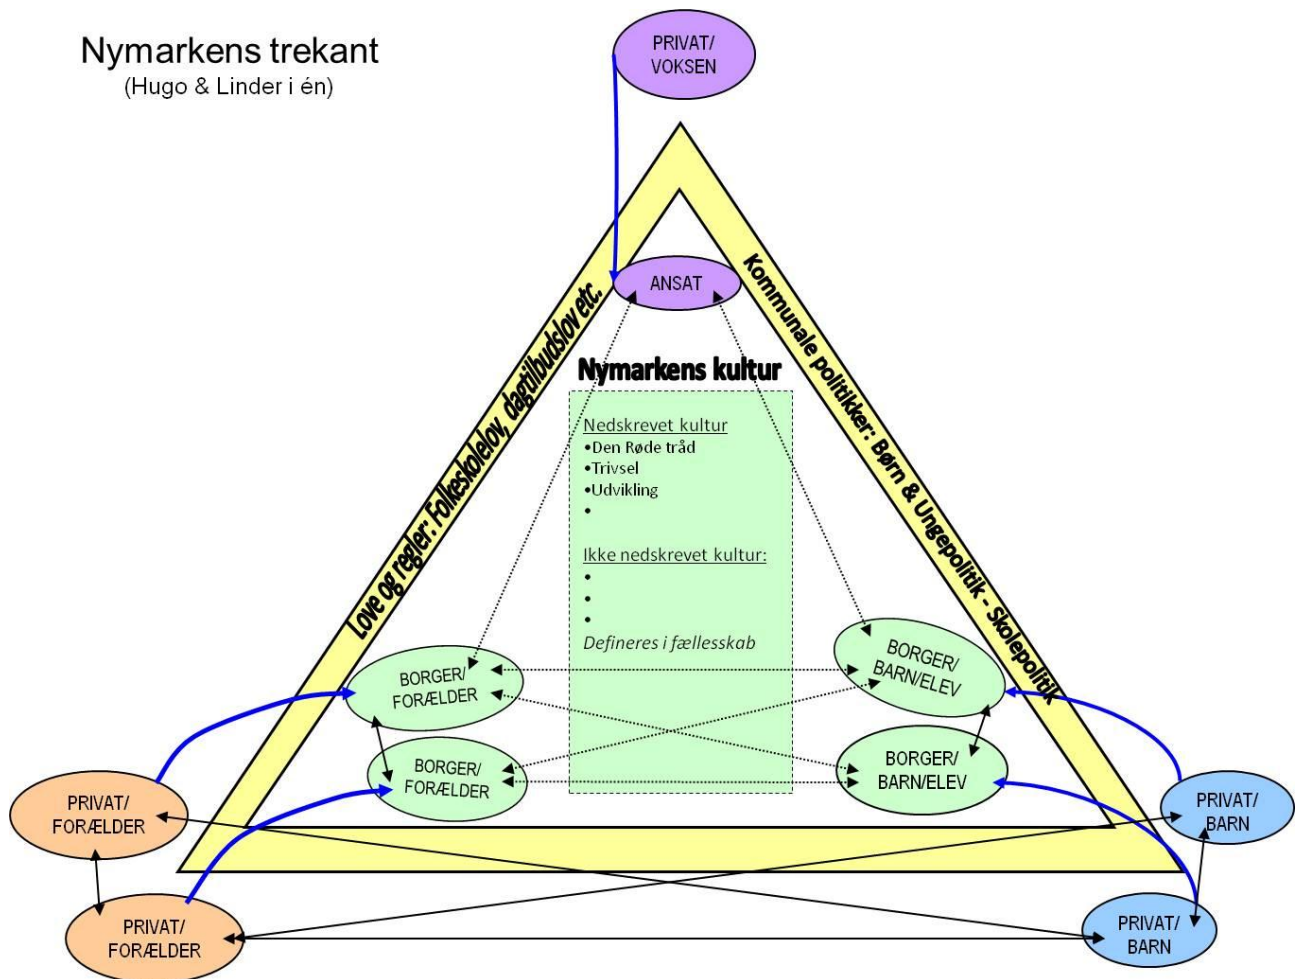 Nymarkens trekant
(Hugo & Linder i én)
PRIVAT/
VOKSEN
ANSAT
Love og regler: Folkeskolelov, dagtilbudslov etc.
Kommunale politikker: Børn & Ungepolitik - Skolepolitik
Nymarkens kultur
Nedskrevet kultur
•Den Røde tråd
•Trivsel
•Udvikling
•
Ikke nedskrevet kultur:
•
•
•
Defineres i fællesskab
BORGER/
FORÆLDER
BORGER/
BARN/ELEV
BORGER/
FORÆLDER
BORGER/
BARN/ELEV
PRIVAT/
FORÆLDER
PRIVAT/
BARN
PRIVAT/
FORÆLDER
PRIVAT/
BARN